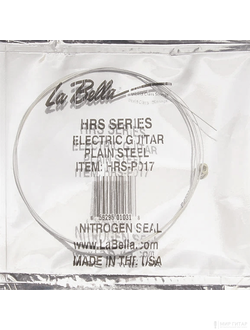 La Bella
HRS SERIES
ELECTRIC GUITAR
PLAIN STEEL
ITEM: HRS-P 017
NITROGEN SEAL
www.LaBella.com
MADE IN THE USA